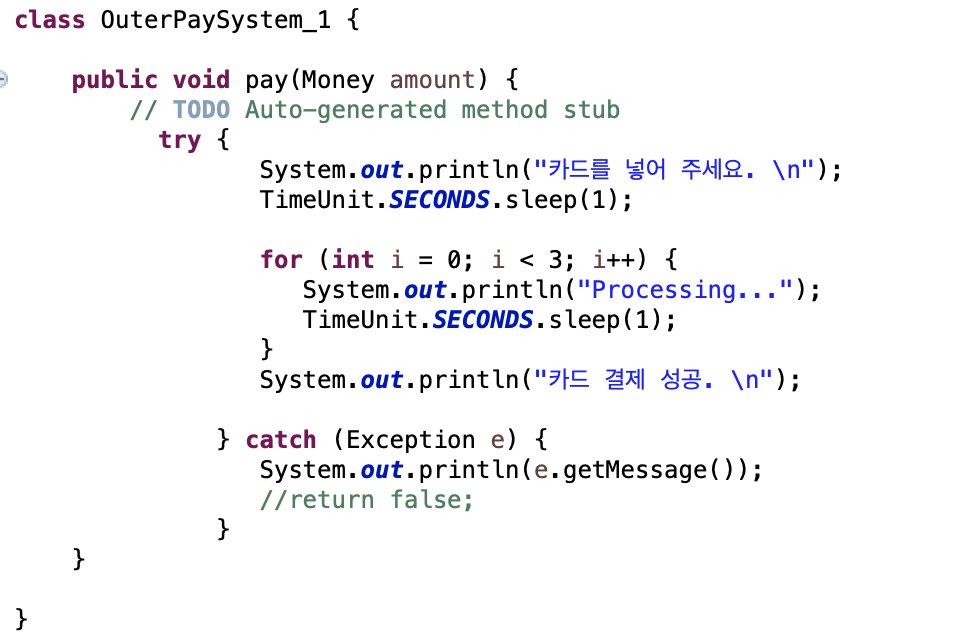 class OuterPaySystem_1 {
public void pay(Money amount) {
// TODO Auto-generated method stub
try {
System.out.println("카드를 넣어 주세요. \n");
TimeUnit.SECONDS.sleep(1);
for (int i = 0; i < 3; i++) {
System.out.println("Processing...");
TimeUnit.SECONDS.sleep(1);
}
System.out.println("카드 결제 성공. \n");
} catch (Exception e) {
System.out.println(e.getMessage());
//return false;
}
}
}